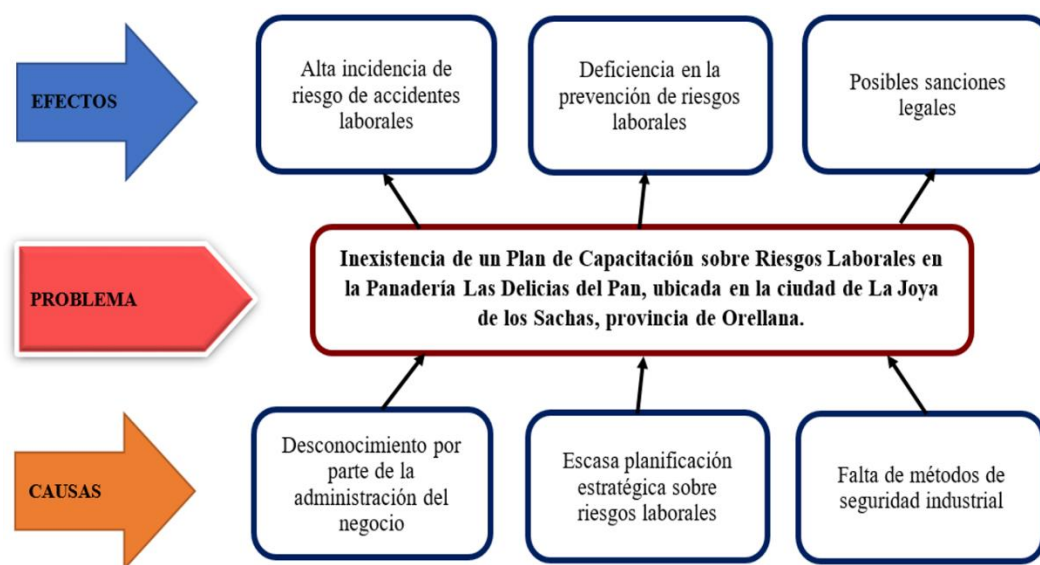 EFECTOS
Alta incidencia de
riesgo de accidentes
laborales
Deficiencia en la
prevención de riesgos
laborales
Posibles sanciones
legales
PROBLEMA
Inexistencia de un Plan de Capacitación sobre Riesgos Laborales en
la Panadería Las Delicias del Pan, ubicada en la ciudad de La Joya
de los Sachas, provincia de Orellana.
CAUSAS
Desconocimiento por
parte de la
administración del
negocio
Escasa planificación
estratégica sobre
riesgos laborales
Falta de métodos de
seguridad industrial